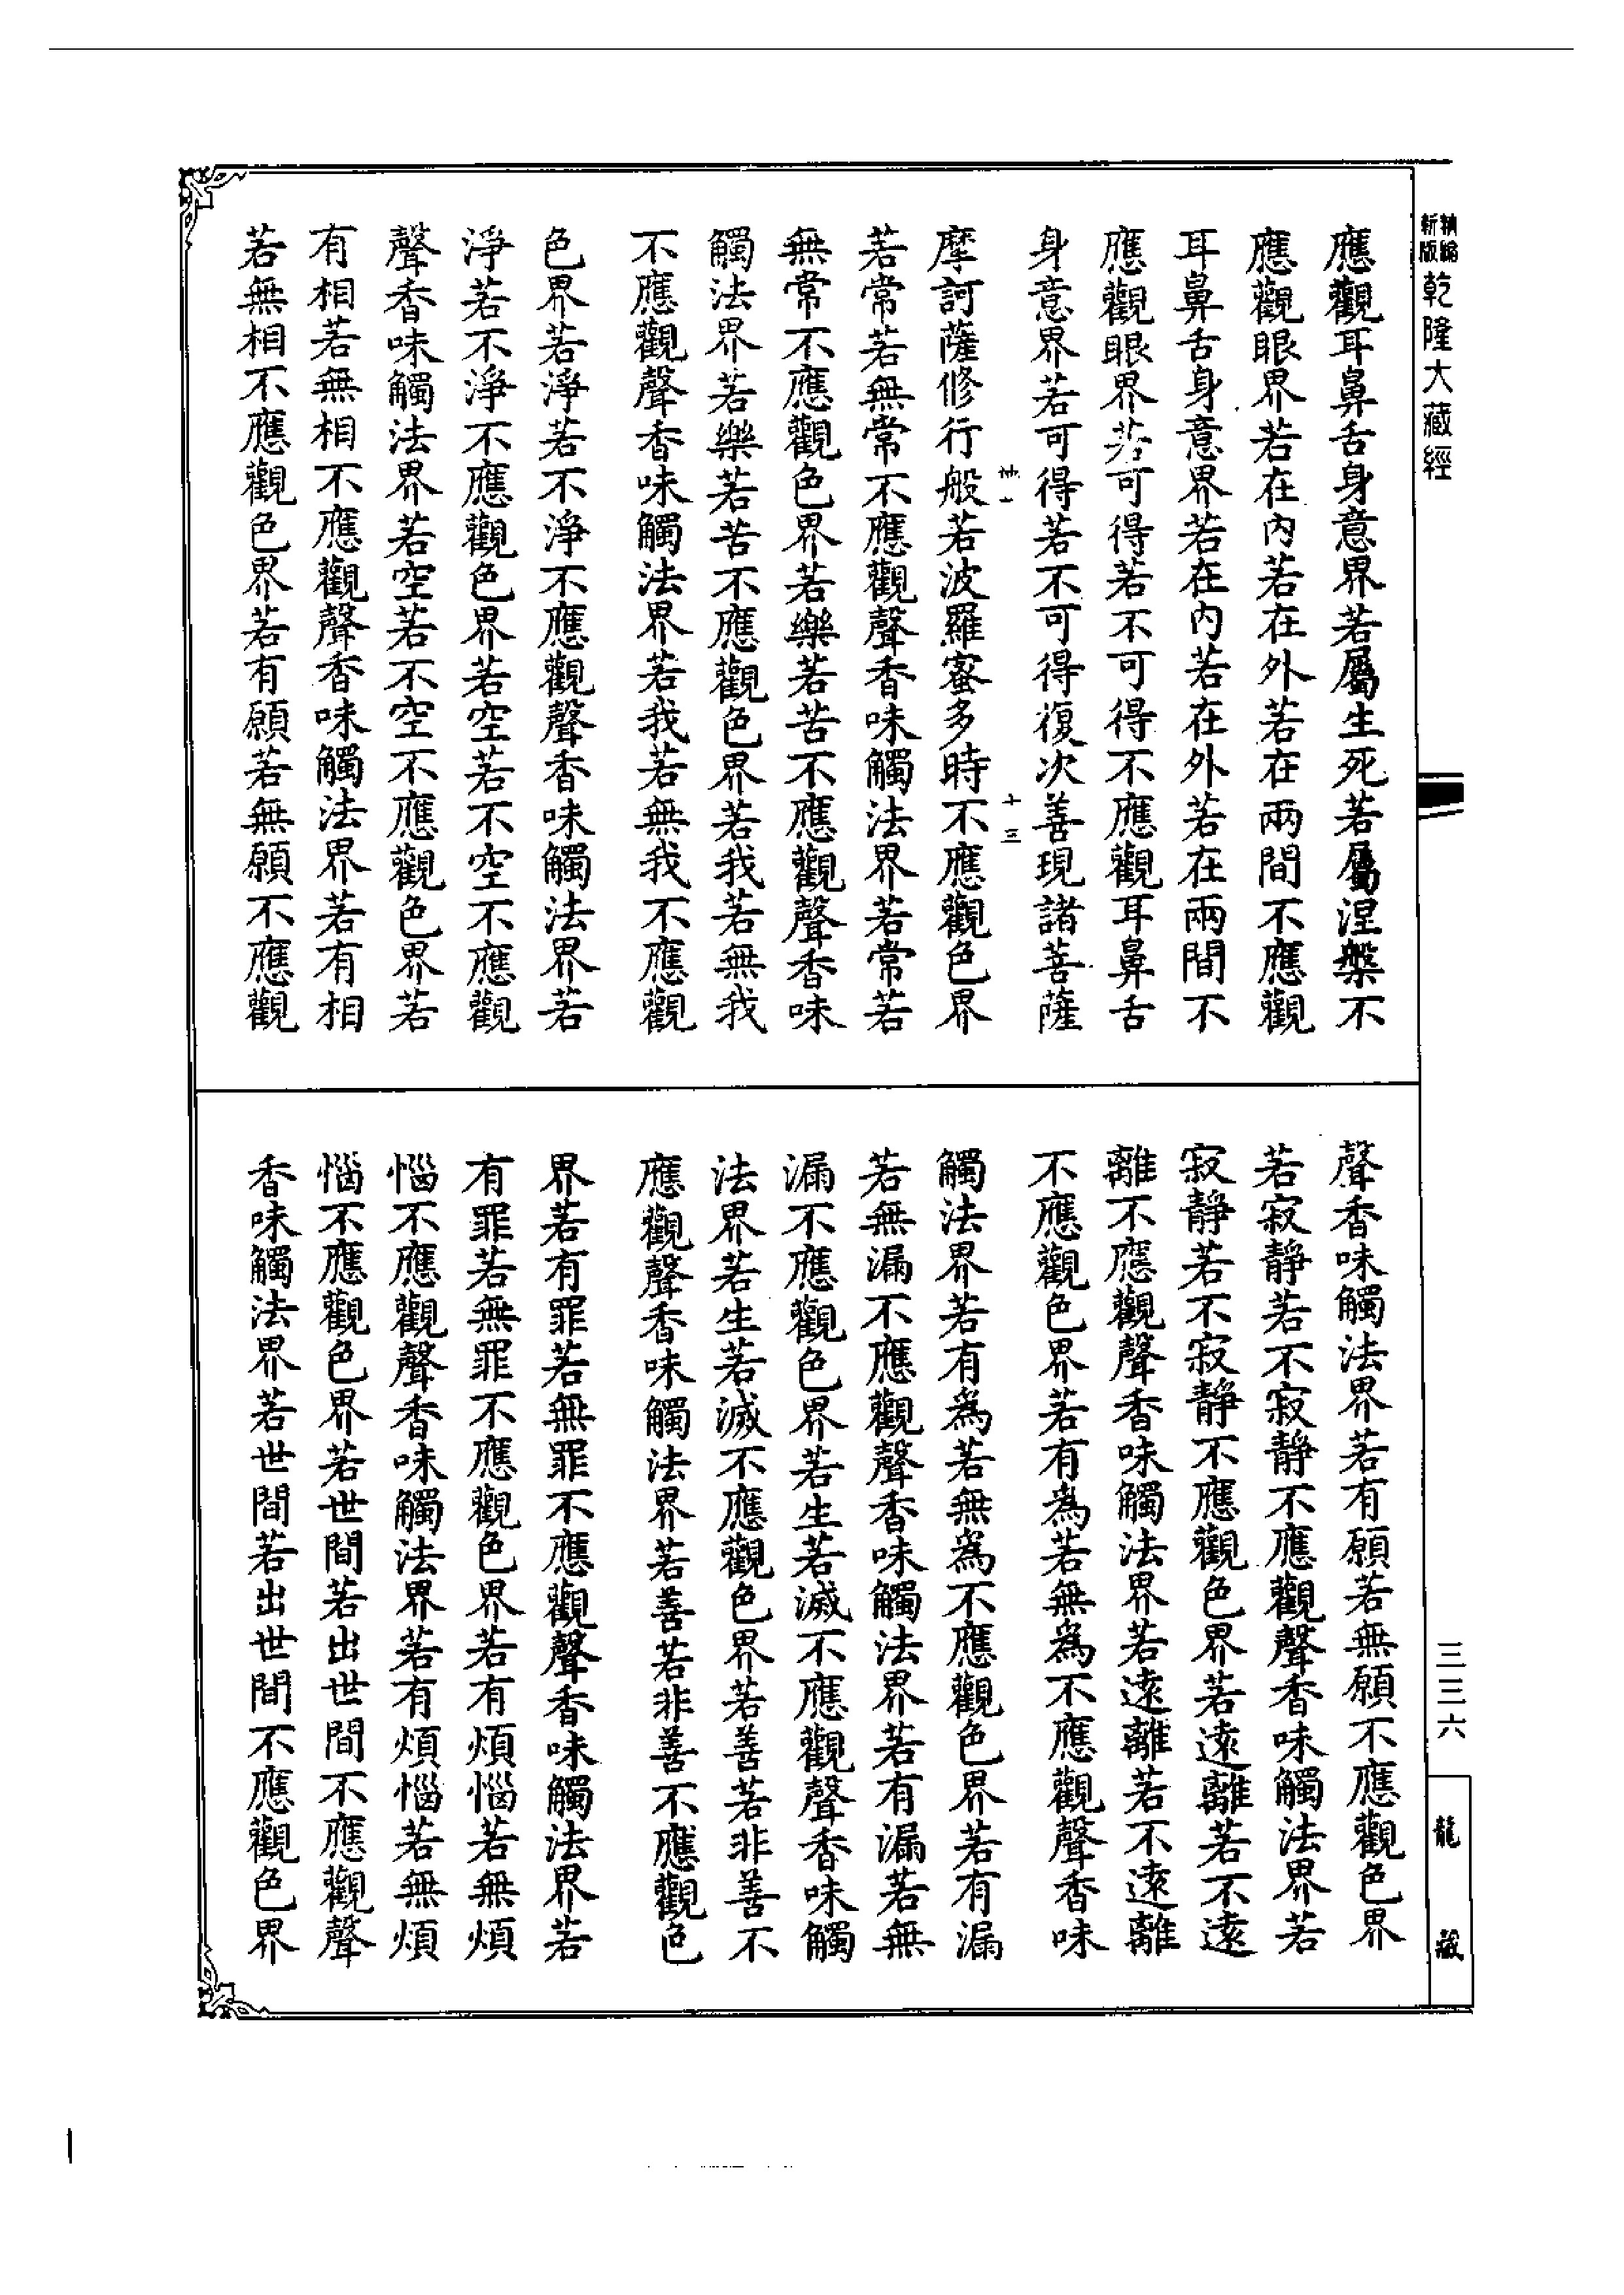 新版
乾隆大藏經
應觀耳鼻舌身意界若屬生死若屬涅槃不
應觀眼界若在內若在外若在兩間不應觀
耳鼻舌身意界若在內若在外若在兩間不
應觀眼界若可得若不可得不應觀耳鼻舌
身意界若可得若不可得復次善現諸菩薩
十三
摩訶薩修行般若波羅蜜多時不應觀色界
若常若無常不應觀聲香味觸法界若常若
無常不應觀色界若樂若苦不應觀聲香味
觸法界若樂若苦不應觀色界若我若無我
不應觀聲香味觸法界若我若無我不應觀
色界若淨若不淨不應觀聲香味觸法界若
淨若不淨不應觀色界若空若不空不應觀
聲香味觸法界若空若不空不應觀色界若
有相若無相不應觀聲香味觸法界若有相
若無相不應觀色界若有願若無願不應觀
聲香味觸法界若有願若無願不應觀色界
若寂靜若不寂靜不應觀聲香味觸法界若
寂靜若不寂靜不應觀色界若遠離若不遠
離不應觀聲香味觸法界若遠離若不遠離
不應觀色界若有為若無為不應觀聲香味
觸法界若有為若無為不應觀色界若有漏
若無漏不應觀聲香味觸法界若有漏若無
漏不應觀色界若生若滅不應觀聲香味觸
法界若生若滅不應觀色界若善若非善不
應觀聲香味觸法界若善若非善不應觀色
界若有罪若無罪不應觀聲香味觸法界若
有罪若無罪不應觀色界若有煩惱若無煩
惱不應觀聲香味觸法界若有煩惱若無煩
惱不應觀色界若世間若出世間不應觀聲
香味觸法界若世間若出世間不應觀色界
三三六
龍藏